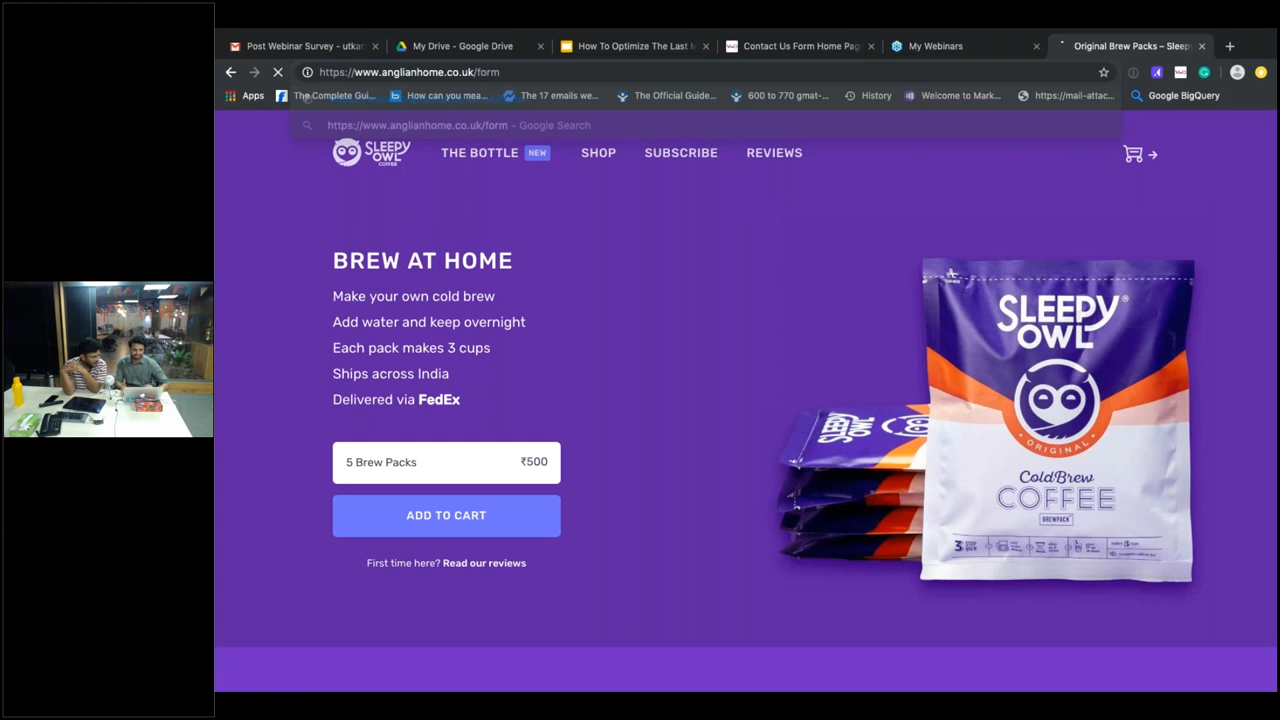 Post Webinar Survey - utkar
My Drive - Google Drive
How To Optimize The Last M
Contact Us Form Home Pag
My Webinars
Original Brew Packs – Sleepy
https://www.anglianhome.co.uk/form
Apps
The Complete Gui...
How can you mea...
The 17 emails we...
The Official Guide...
600 to 770 gmat-...
History
Welcome to Mark...
https://mail-attac...
Google BigQuery
https://www.anglianhome.co.uk/form - Google Search
SLEEPY OWL COFFEE
THE BOTTLE NEW
SHOP
SUBSCRIBE
REVIEWS
BREW AT HOME
Make your own cold brew
Add water and keep overnight
Each pack makes 3 cups
Ships across India
Delivered via FedEx
5 Brew Packs ₹500
ADD TO CART
First time here? Read our reviews
SLEEPY®
OWL
ORIGINAL
ColdBrew
COFFEE
BREWPACK
SLEEPY
OWL